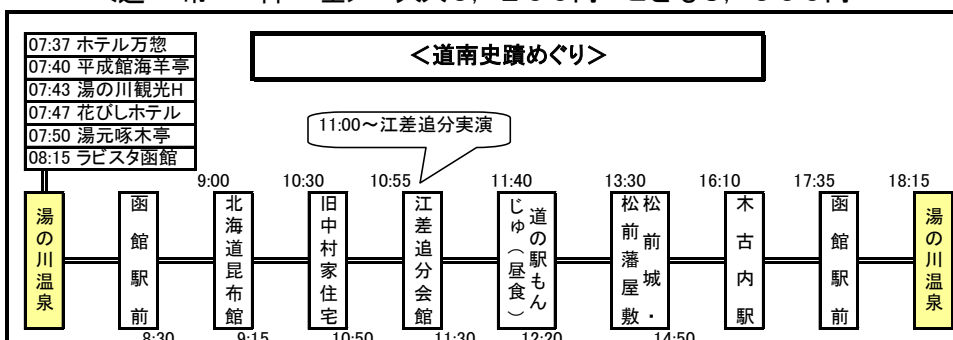 07:37 ホテル万惣
07:40 平成館海羊亭
07:43 湯の川観光H
07:47 花びしホテル
07:50 湯元啄木亭
08:15 ラビスタ函館
＜道南史蹟めぐり＞
11:00～江差追分実演
9:00
10:30
10:55
11:40
13:30
16:10
17:35
18:15
湯の川温泉
函館駅前
北海道昆布館
旧中村家住宅
江差追分会館
道の駅もん
じゅ（昼食）
松前城・
松前藩屋敷
木古内駅
函館駅前
湯の川温泉
8:30
9:15
10:50
11:30
12:20
14:50